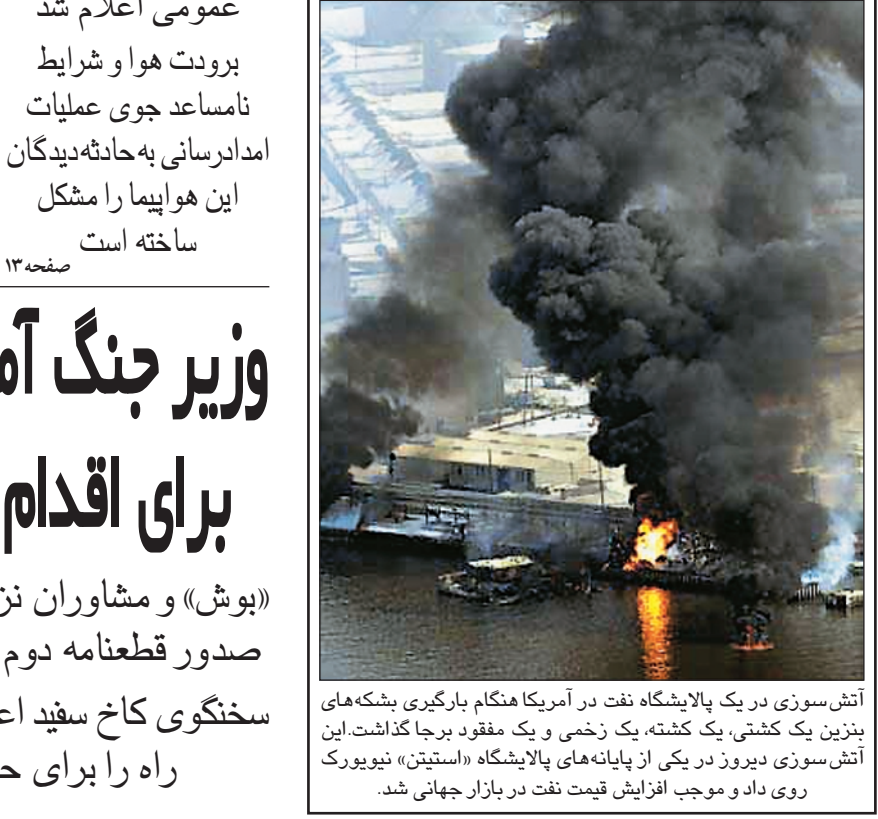 عمومی اعلام شد
برودت هوا و شرایط
نامساعد جوی عملیات
امدادرسانی به حادثه‌دیدگان
این هواپیما را مشکل
ساخته است
صفحه۱۳
وزیر جنگ
برای اقدام
«بوش» و مشاوران
صدور قطعنامه دوم
سخنگوی کاخ سفید
راه را برای
آتش‌سوزی در یک پالایشگاه نفت در آمریکا هنگام بارگیری بشکه‌های
بنزین یک کشتی، یک کشته، یک زخمی و یک مفقود برجا گذاشت.این
آتش‌سوزی دیروز در یکی از پایانه‌های پالایشگاه «استیتن» نیویورک
روی داد و موجب افزایش قیمت نفت در بازار جهانی شد.